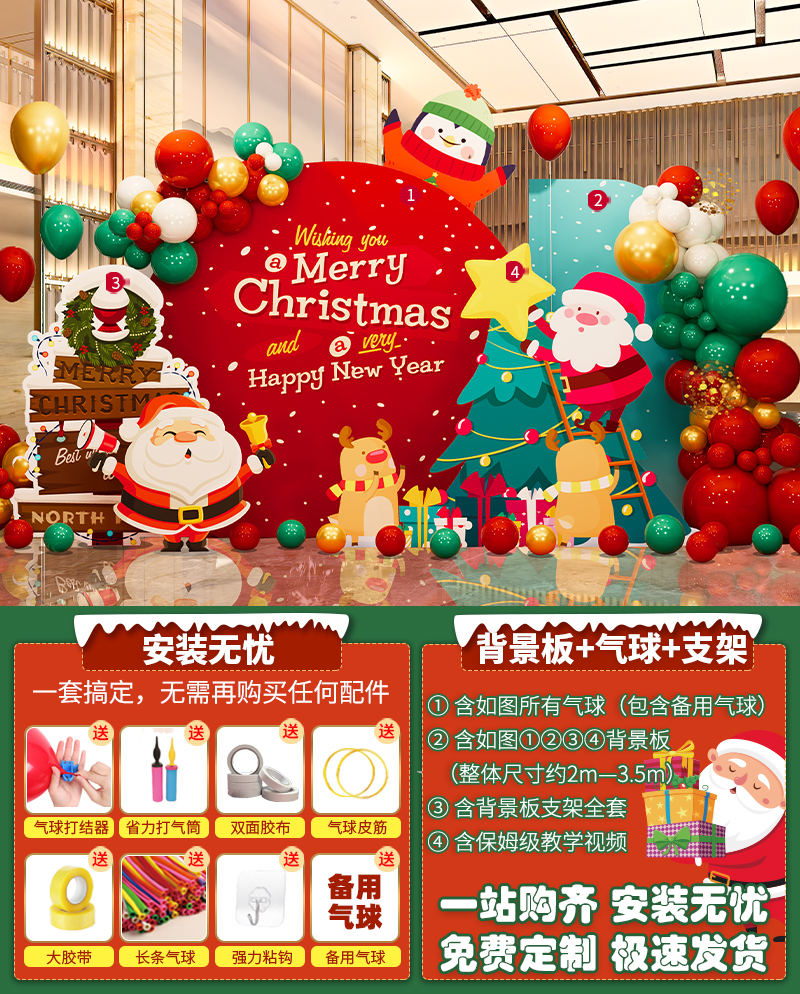 1
2
Wishing you
a Merry
Christmas
and a very
Happy New Year
3
4
MERRY
CHRISTMAS
Best
NORTH
安装无忧
一套搞定，无需再购买任何配件
送 送 送 送
气球打结器 省力打气筒 双面胶布 气球皮筋
送 送 送 送
备用
气球
大胶带 长条气球 强力粘钩 备用气球
背景板+气球+支架
① 含如图所有气球（包含备用气球）
② 含如图①②③④背景板
（整体尺寸约2m—3.5m）
③ 含背景板支架全套
④ 含保姆级教学视频
一站购齐 安装无忧
免费定制 极速发货